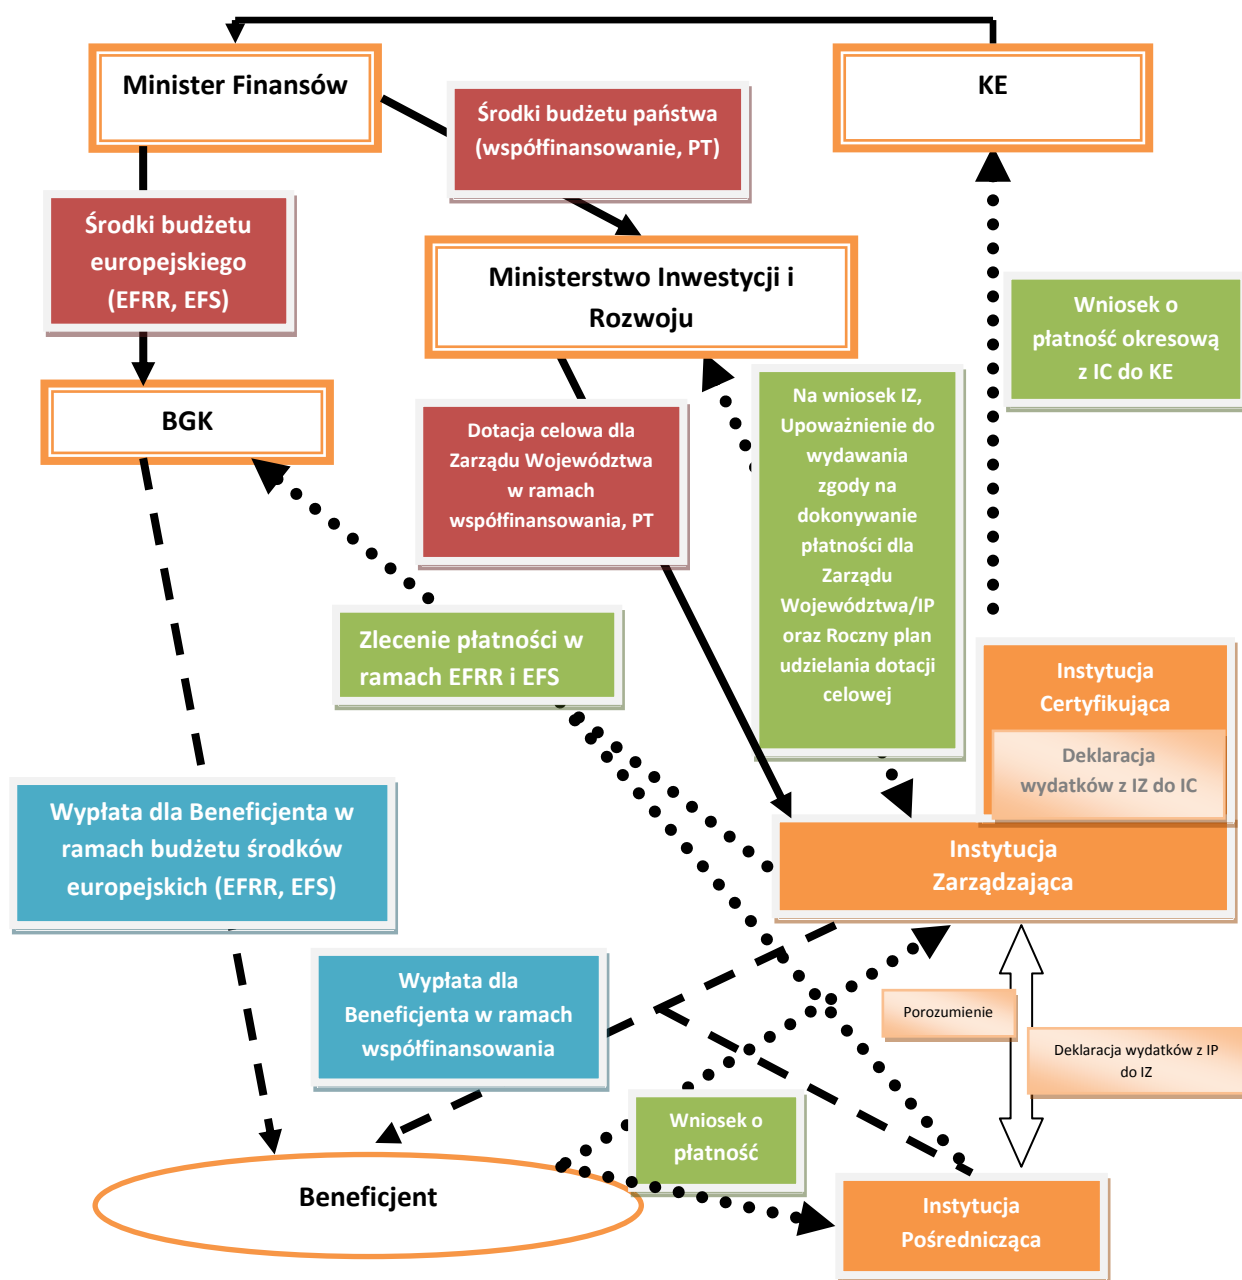 Minister Finansów
KE
Środki budżetu państwa
(współfinansowanie, PT)
Środki budżetu
europejskiego
(EFRR, EFS)
Ministerstwo Inwestycji i
Rozwoju
Wniosek o
płatność okresową
z IC do KE
BGK
Dotacja celowa dla
Zarządu Województwa
w ramach
współfinansowania, PT
Na wniosek IZ,
Upoważnienie do
wydawania
zgody na
dokonywanie
płatności dla
Zarządu
Województwa/IP
oraz Roczny plan
udzielania dotacji
celowej
Zlecenie płatności w
ramach EFRR i EFS
Instytucja
Certyfikująca
Deklaracja
wydatków z IZ do IC
Wypłata dla Beneficjenta w
ramach budżetu środków
europejskich (EFRR, EFS)
Instytucja
Zarządzająca
Wypłata dla
Beneficjenta w ramach
współfinansowania
Porozumienie
Deklaracja wydatków z IP
do IZ
Wniosek o
płatność
Beneficjent
Instytucja
Pośrednicząca